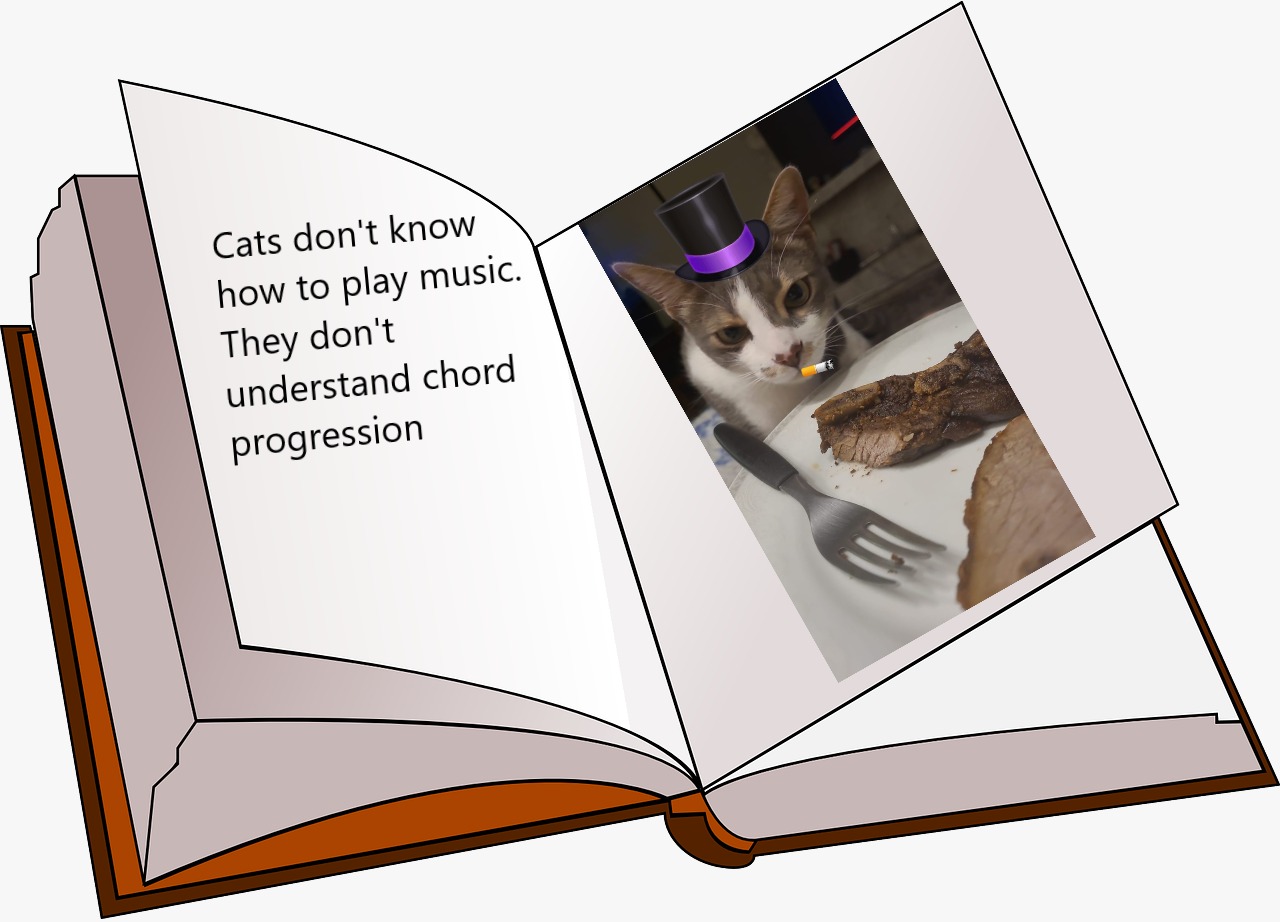 Cats don't know
how to play music.
They don't
understand chord
progression